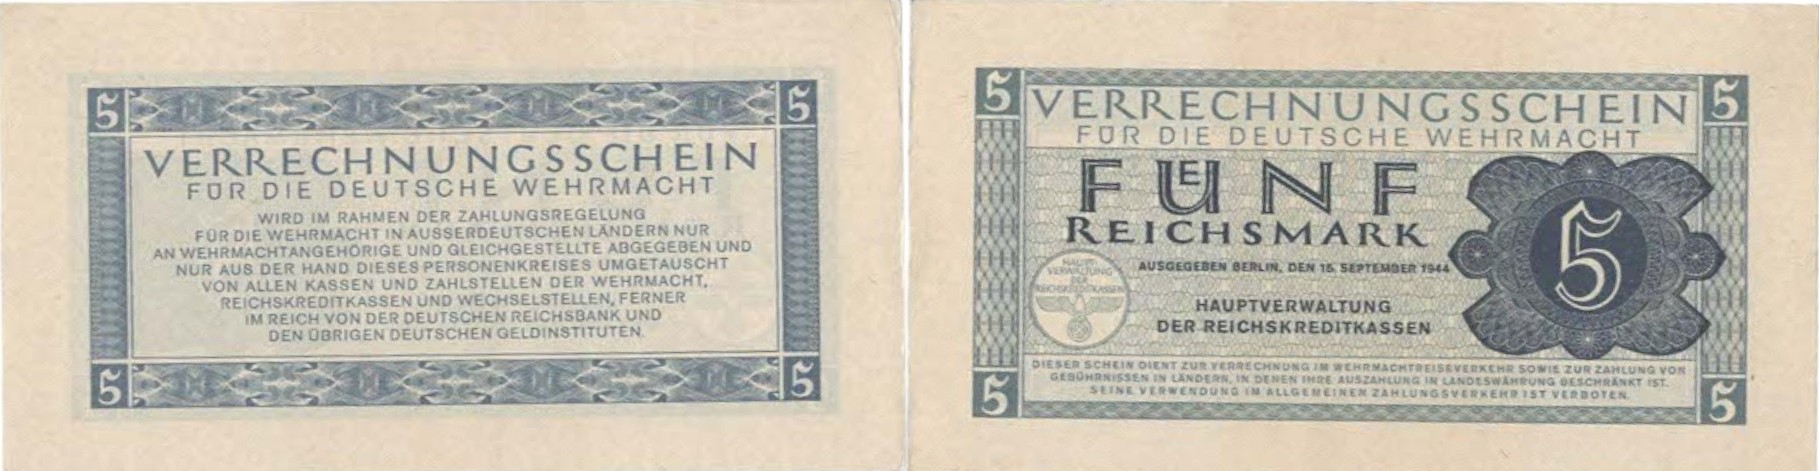 5 5
VERRECHNUNGSSCHEIN
FÜR DIE DEUTSCHE WEHRMACHT
WIRD IM RAHMEN DER ZAHLUNGSREGELUNG
FÜR DIE WEHRMACHT IN AUSSERDEUTSCHEN LÄNDERN NUR
AN WEHRMACHTANGEHÖRIGE UND GLEICHGESTELLTE ABGEGEBEN UND
NUR AUS DER HAND DIESES PERSONENKREISES UMGETAUSCHT
VON ALLEN KASSEN UND ZAHLSTELLEN DER WEHRMACHT,
REICHSKREDITKASSEN UND WECHSELSTELLEN, FERNER
IM REICH VON DER DEUTSCHEN REICHSBANK UND
DEN ÜBRIGEN DEUTSCHEN GELDINSTITUTEN.
5 5
5 5
VERRECHNUNGSSCHEIN
FÜR DIE DEUTSCHE WEHRMACHT
FÜNF
REICHSMARK
5
AUSGEGEBEN BERLIN, DEN 15. SEPTEMBER 1944
HAUPT-
VERWALTUNG
DER
REICHSKREDITKASSEN
HAUPTVERWALTUNG
DER REICHSKREDITKASSEN
DIESER SCHEIN DIENT ZUR VERRECHNUNG IM WEHRMACHTREISEVERKEHR SOWIE ZUR ZAHLUNG VON
GEBÜHRNISSEN IN LÄNDERN, IN DENEN IHRE AUSZAHLUNG IN LANDESWÄHRUNG BESCHRÄNKT IST.
SEINE VERWENDUNG IM ALLGEMEINEN ZAHLUNGSVERKEHR IST VERBOTEN.
5 5